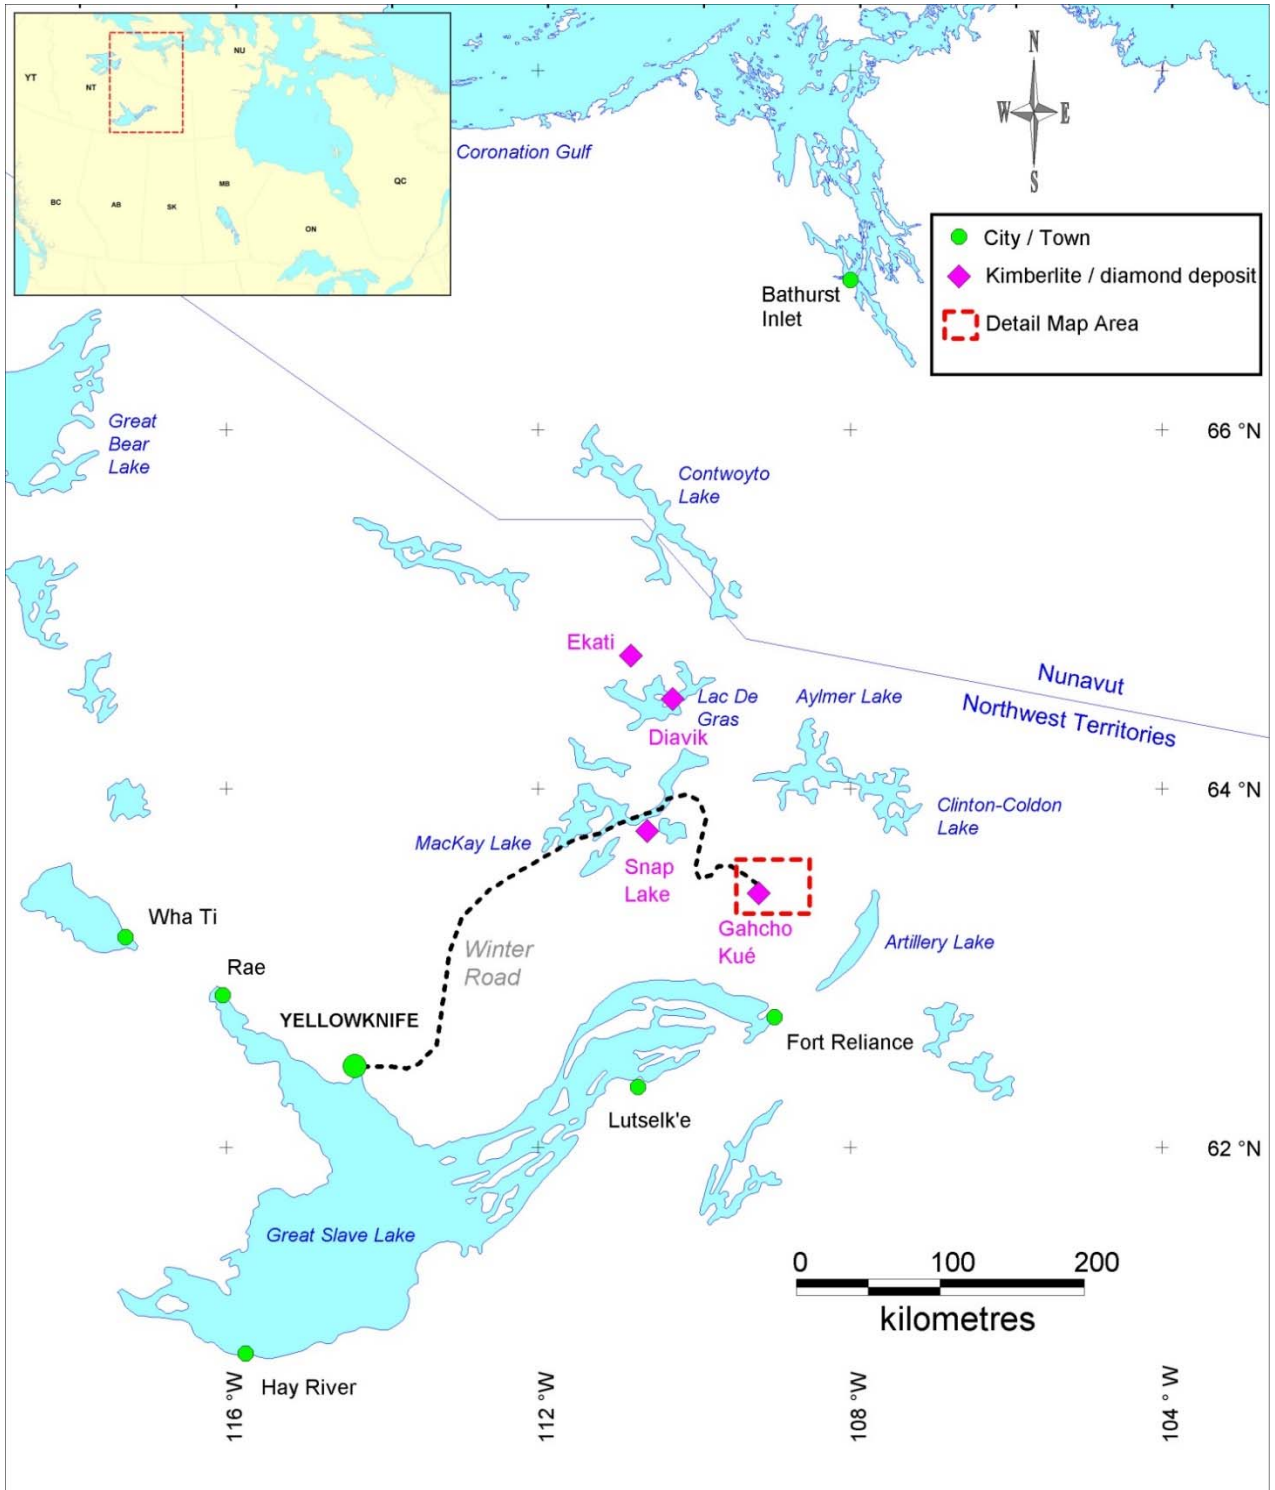 NU
YT
NT
MB
QC
BC
AB
SK
ON
N
W
E
S
Coronation Gulf
City / Town
Kimberlite / diamond deposit
Detail Map Area
Bathurst
Inlet
Great
Bear
Lake
66 °N
Contwoyto
Lake
Ekati
Lac De
Gras
Diavik
Aylmer Lake
Nunavut
Northwest Territories
64 °N
Clinton-Coldon
Lake
MacKay Lake
Snap
Lake
Gahcho
Kué
Wha Ti
Artillery Lake
Winter
Road
Rae
YELLOWKNIFE
Fort Reliance
Lutselk'e
62 °N
Great Slave Lake
0 100 200
kilometres
Hay River
116 °W
112 °W
108 °W
104 ° W